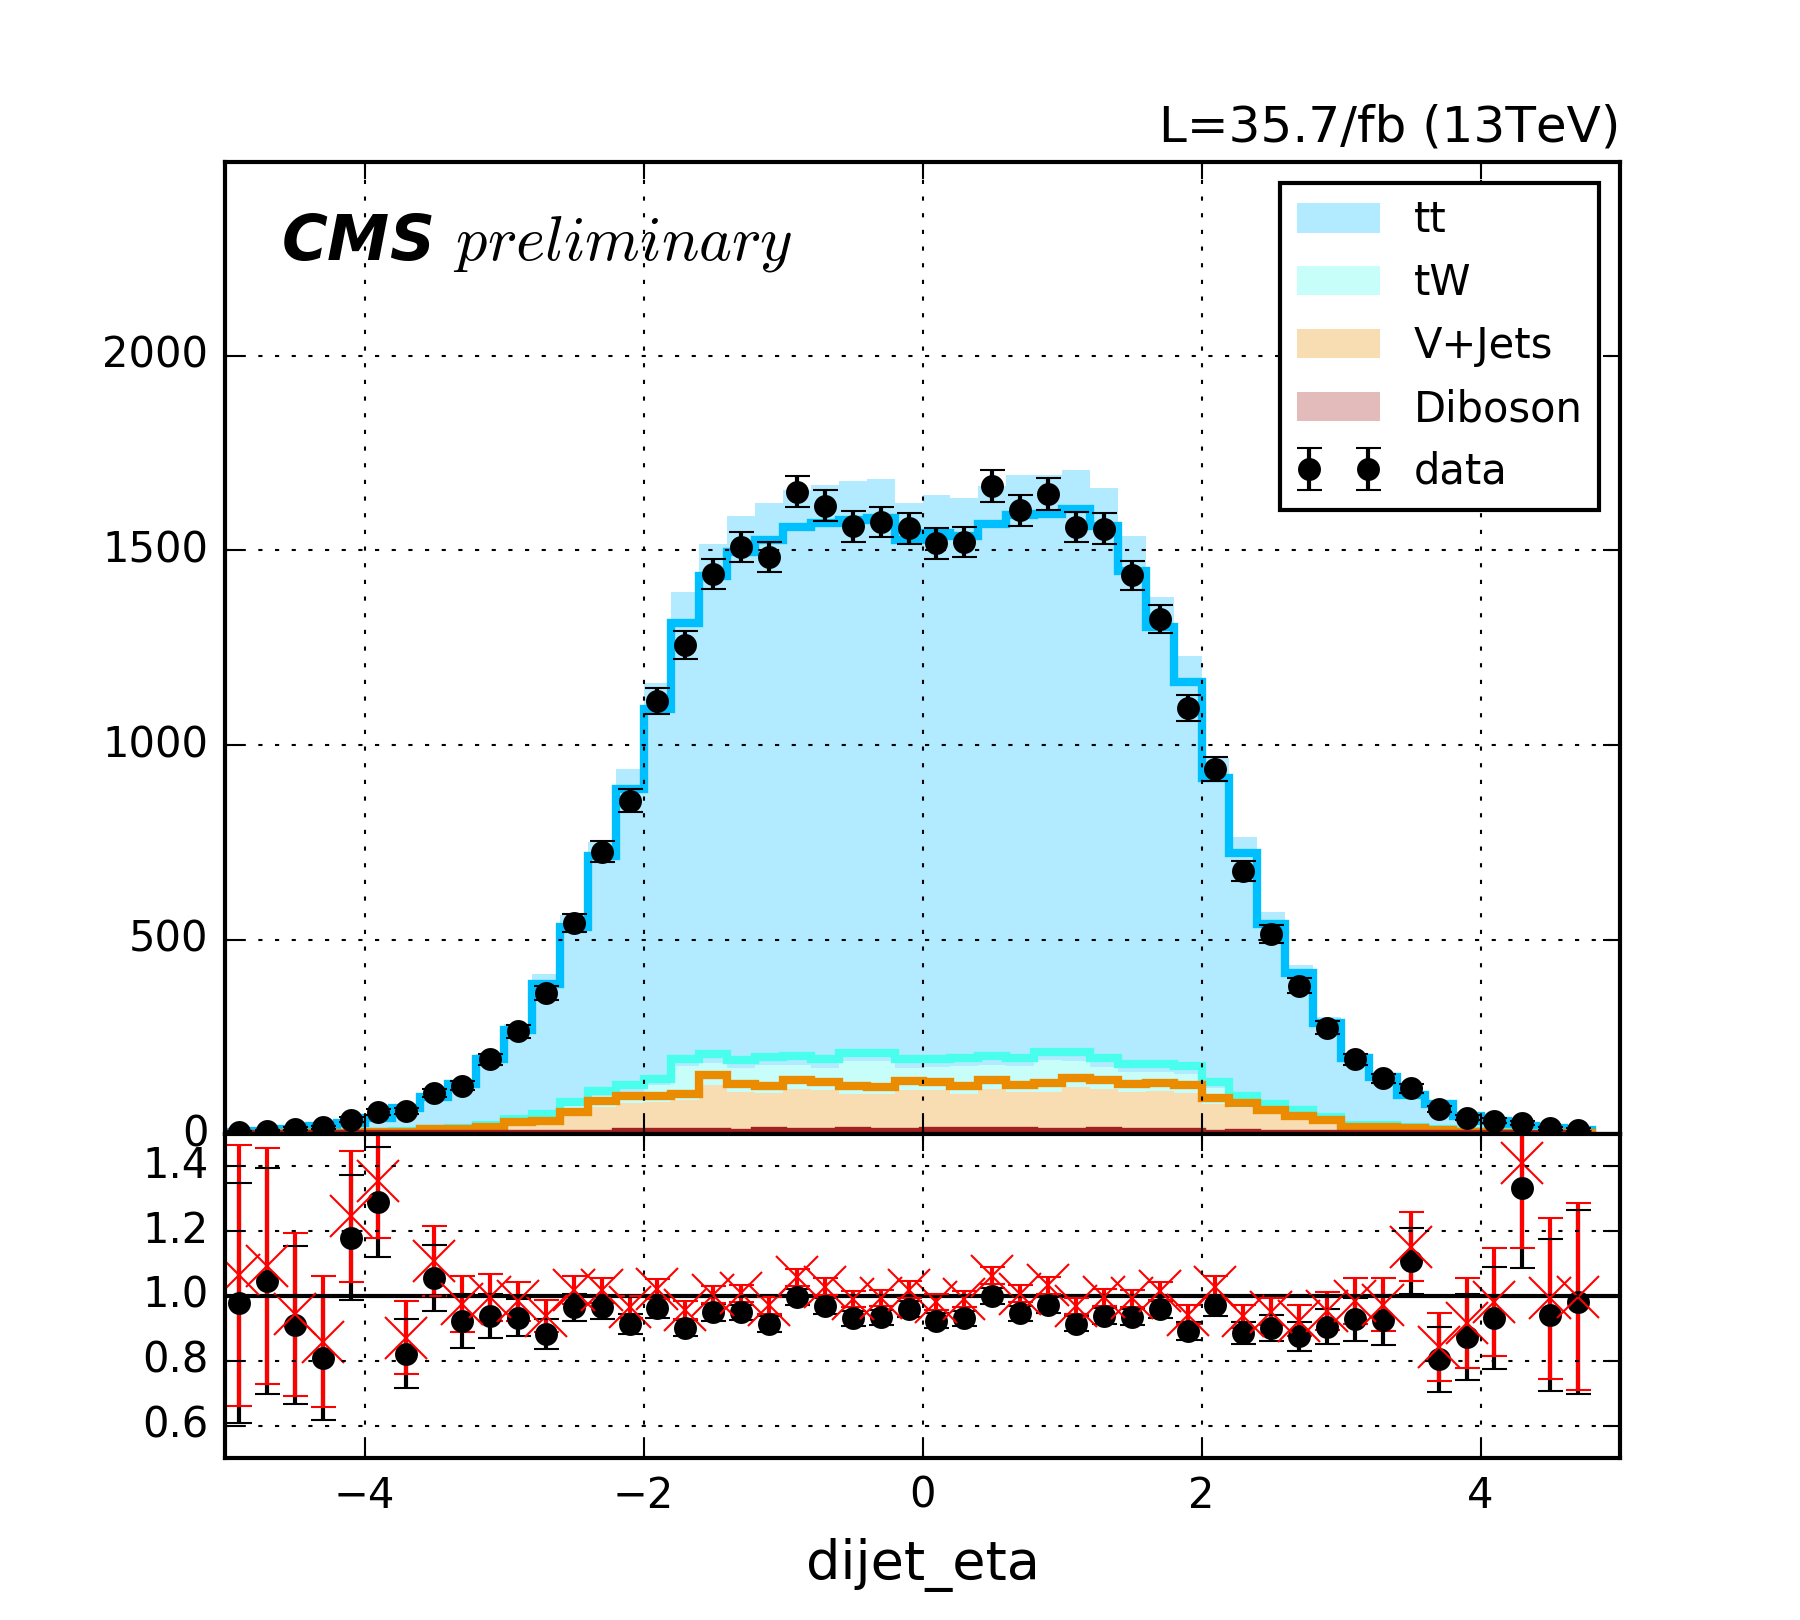 L=35.7/fb (13TeV)
CMS preliminary
tt
tW
V+Jets
Diboson
data
2000
1500
1000
500
0
1.4
1.2
1.0
0.8
0.6
−4 −2 0 2 4
dijet_eta